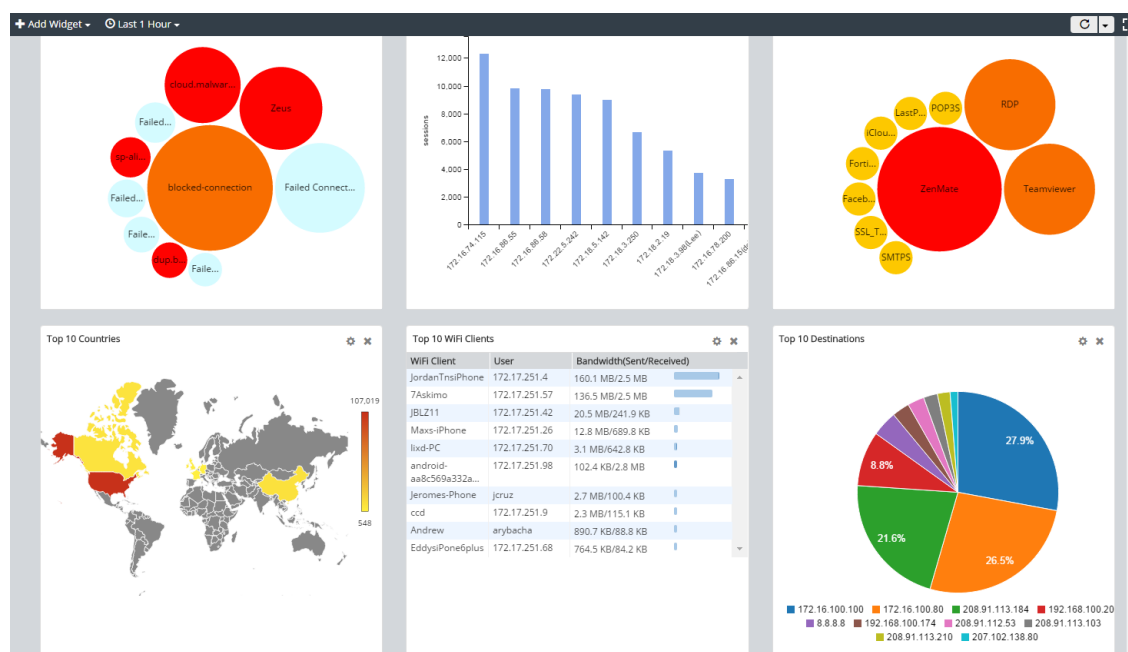 Add Widget Last 1 Hour
cloud.malwar...
Zeus
Failed...
sp-ali...
blocked-connection
Failed Connect...
Failed...
Faile...
dup.b...
Faile...
12,000
10,000
8,000
6,000
4,000
2,000
0
sessions
172.16.74.115
172.16.86.55
172.16.86.58
172.22.5.242
172.18.5.142
172.18.3.250
172.18.2.19
172.18.3.98(Lee)
172.16.78.200
LastP...
POP3S
RDP
iClou...
Forti...
ZenMate
Teamviewer
Faceb...
SSL_T...
SMTPS
Top 10 Countries
107,019
548
Top 10 WiFi Clients
WiFi Client User Bandwidth(Sent/Received)
JordanTnsiPhone 172.17.251.4 160.1 MB/2.5 MB
7Askimo 172.17.251.57 136.5 MB/2.5 MB
JBLZ11 172.17.251.42 20.5 MB/241.9 KB
Maxs-iPhone 172.17.251.26 12.8 MB/689.8 KB
lixd-PC 172.17.251.70 3.1 MB/642.8 KB
android- 172.17.251.98 102.4 KB/2.8 MB
aa8c569a332a...
Jeromes-Phone jcruz 2.7 MB/100.4 KB
ccd 172.17.251.9 2.3 MB/115.1 KB
Andrew arybacha 890.7 KB/88.8 KB
EddysiPone6plus 172.17.251.68 764.5 KB/84.2 KB
Top 10 Destinations
27.9%
8.8%
21.6%
26.5%
172.16.100.100 172.16.100.80 208.91.113.184 192.168.100.20
8.8.8.8 192.168.100.174 208.91.112.53 208.91.113.103
208.91.113.210 207.102.138.80